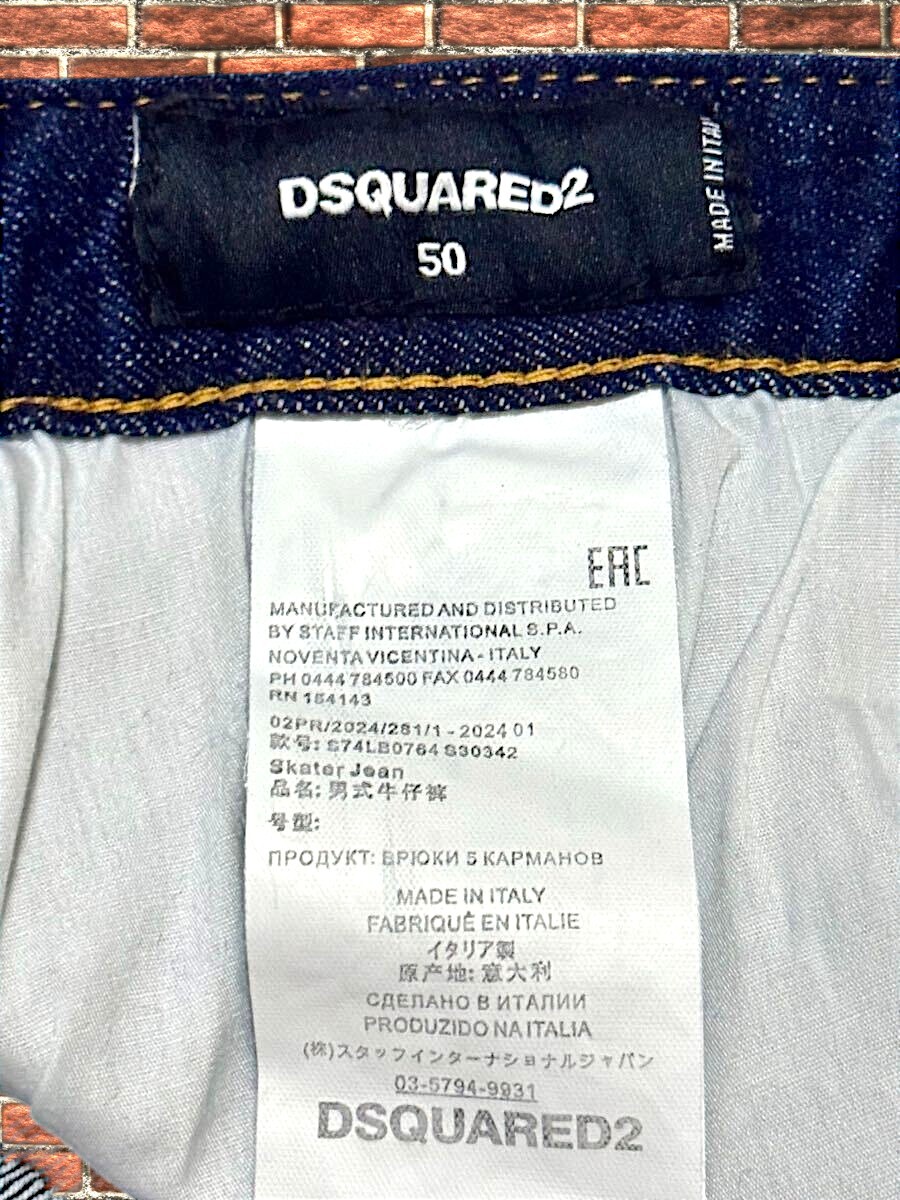 DSQUARED2
50
MADE IN ITAL
EAC
MANUFACTURED AND DISTRIBUTED
BY STAFF INTERNATIONAL S.P.A.
NOVENTA VICENTINA - ITALY
PH 0444 784500 FAX 0444 784580
RN 154143
02PR/2024/281/1 - 2024 01
款号: S74LB0764 S30342
Skater Jean
品名: 男式牛仔裤
号型:
ПРОДУКТ: БРЮКИ 5 КАРМАНОВ
MADE IN ITALY
FABRIQUÉ EN ITALIE
イタリア製
原产地: 意大利
СДЕЛАНО В ИТАЛИИ
PRODUZIDO NA ITALIA
(株)スタッフインターナショナルジャパン
03-5794-9931
DSQUARED2